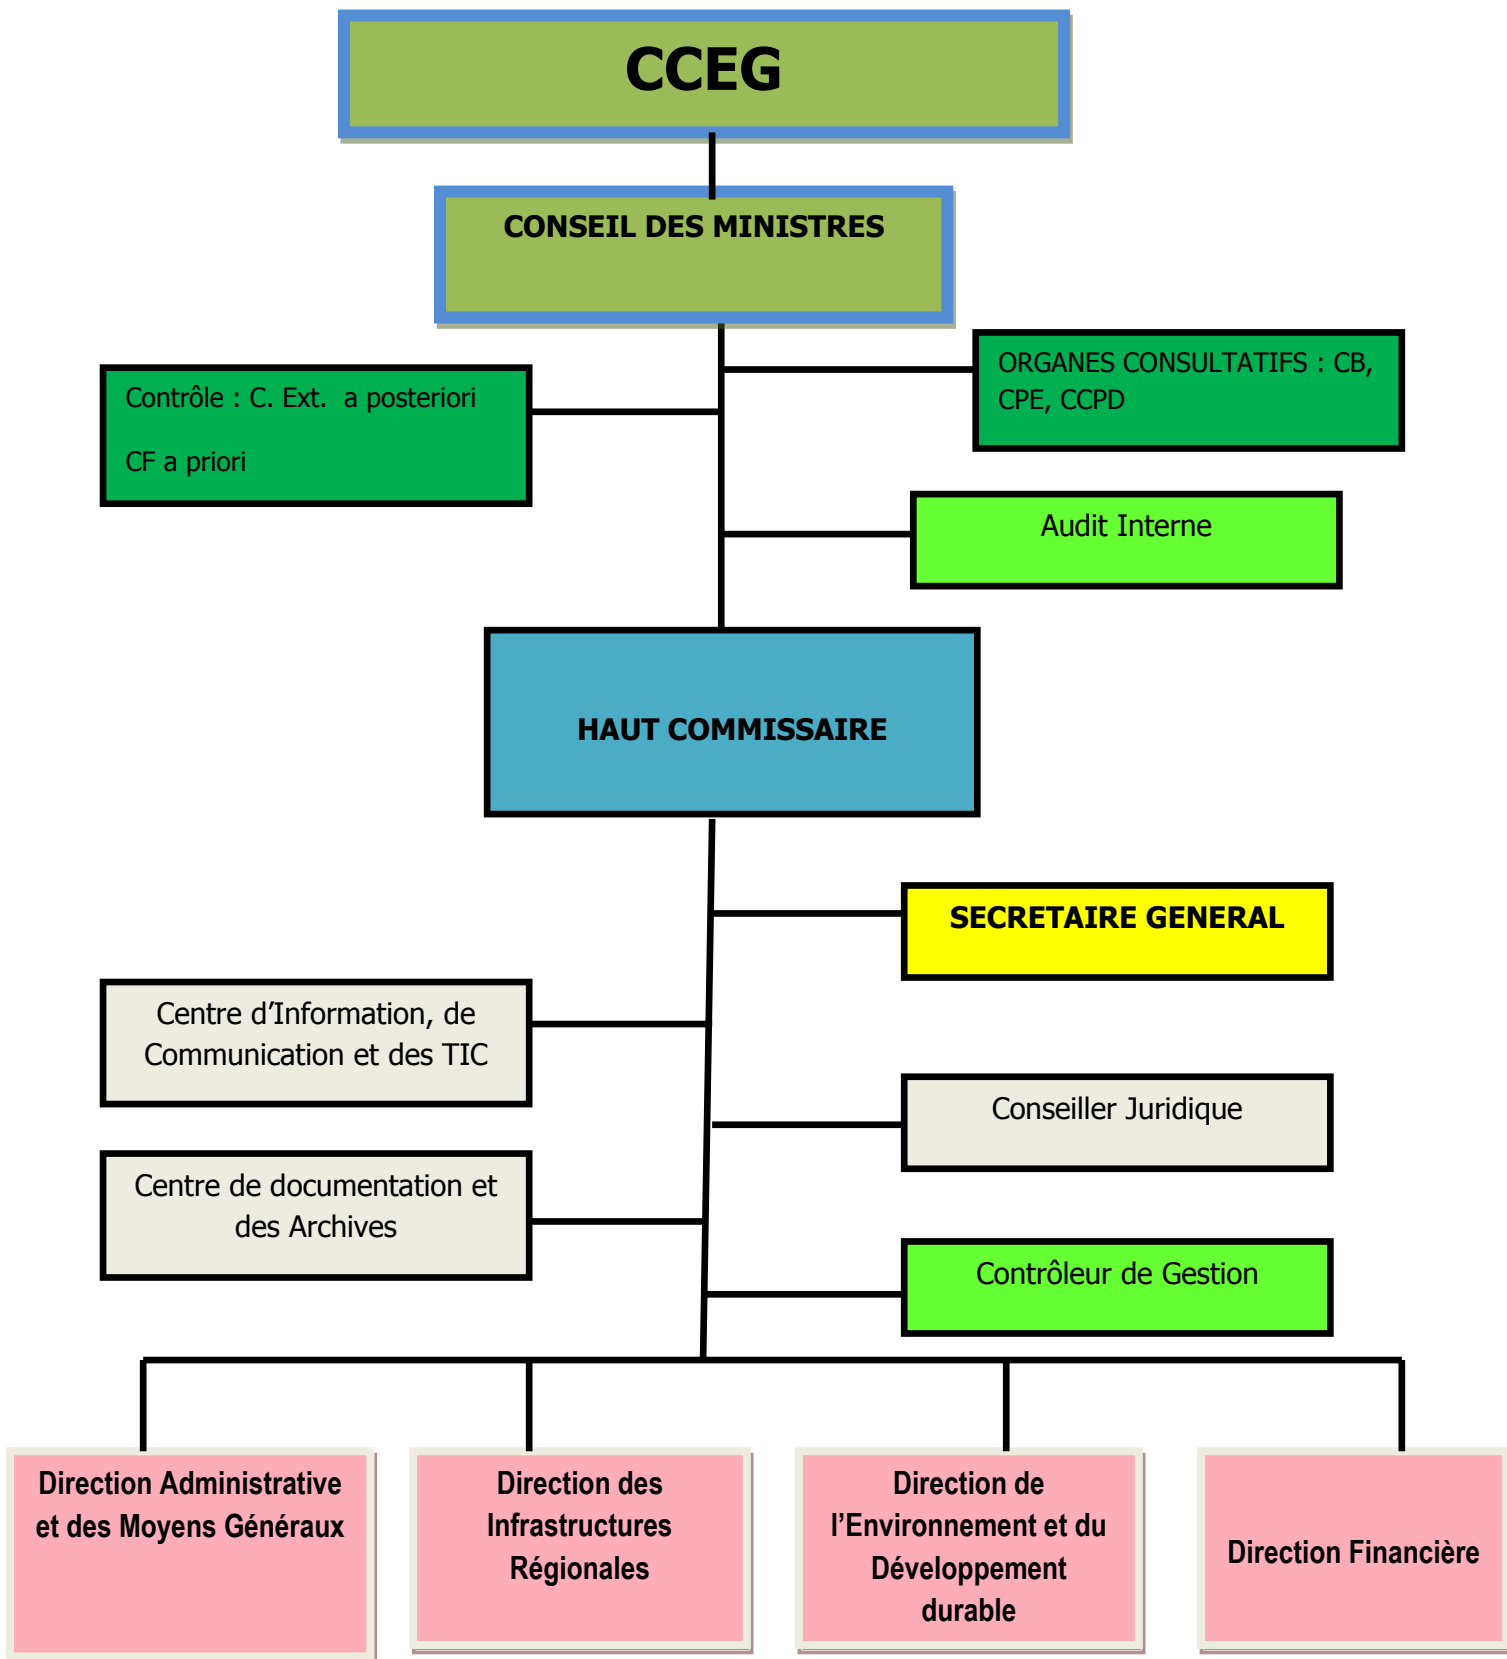 CCEG
CONSEIL DES MINISTRES
ORGANES CONSULTATIFS : CB,
CPE, CCPD
Contrôle : C. Ext. a posteriori
CF a priori
Audit Interne
HAUT COMMISSAIRE
SECRETAIRE GENERAL
Centre d’Information, de
Communication et des TIC
Conseiller Juridique
Centre de documentation et
des Archives
Contrôleur de Gestion
Direction Administrative
et des Moyens Généraux
Direction des
Infrastructures
Régionales
Direction de
l’Environnement et du
Développement
durable
Direction Financière